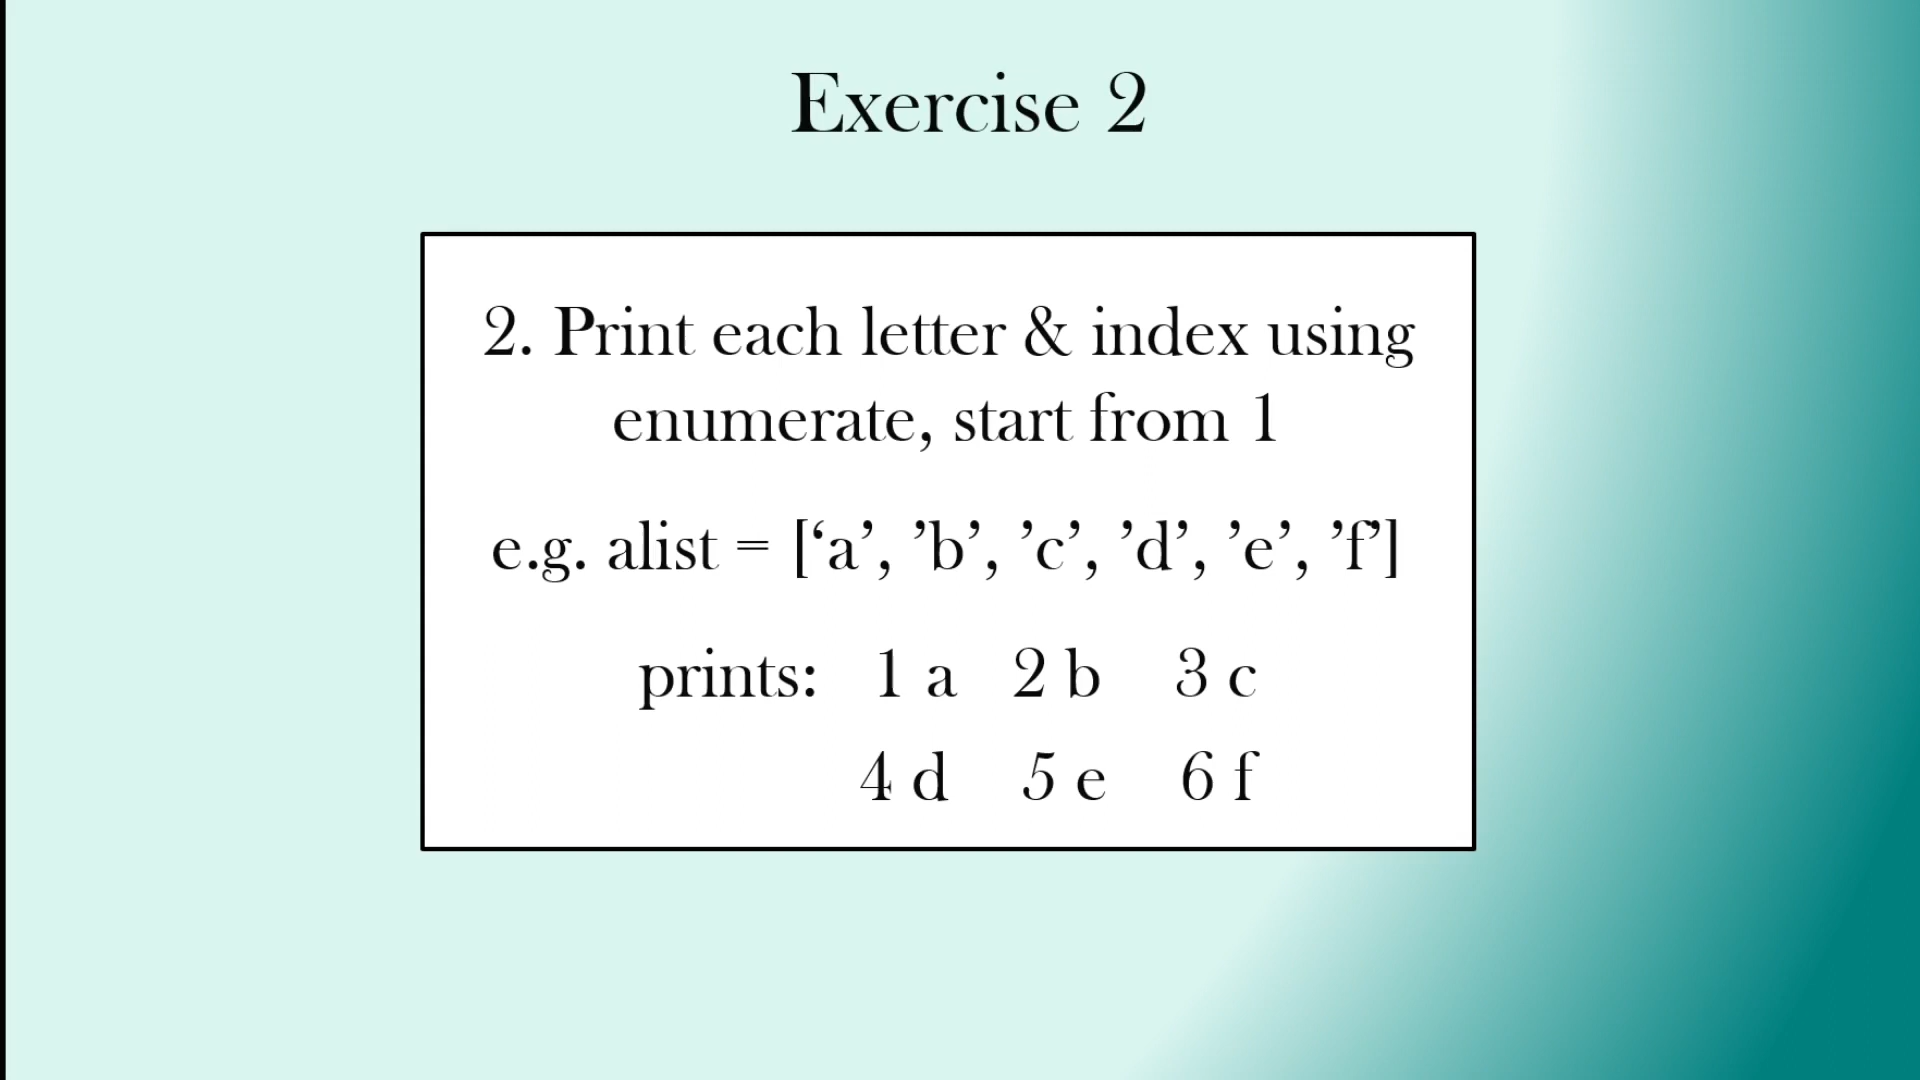 Exercise 2
2. Print each letter & index using
enumerate, start from 1
e.g. alist = [‘a’, ’b’, ’c’, ’d’, ’e’, ’f’]
prints: 1 a 2 b 3 c
4 d 5 e 6 f